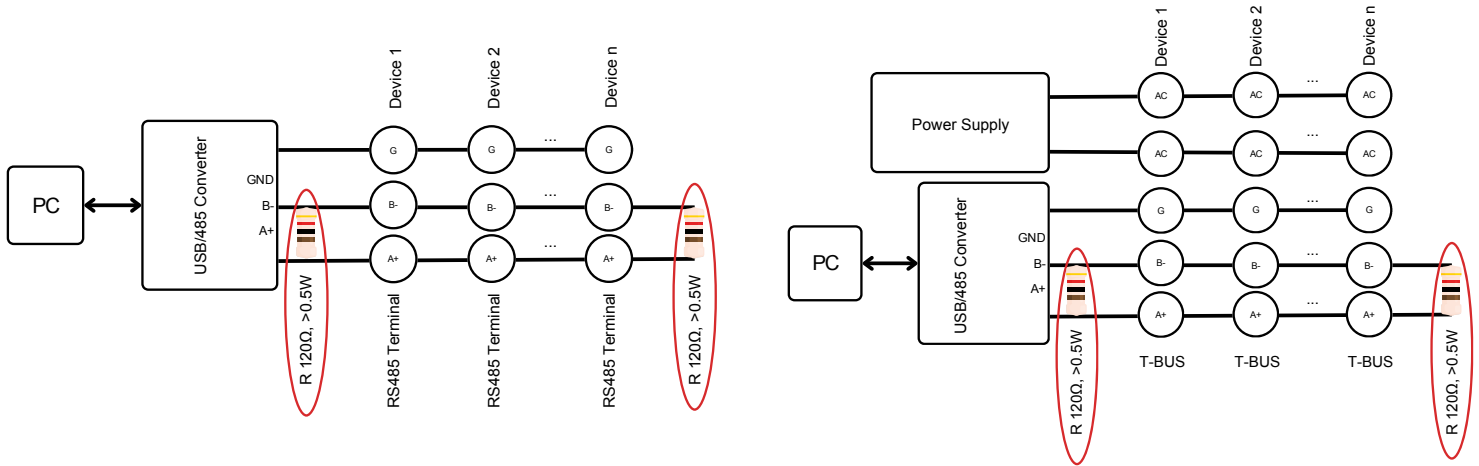 Device 1
Device 2
Device n
PC
USB/485 Converter
GND
B-
A+
G
G
...
G
B-
B-
...
B-
A+
A+
...
A+
R 120Ω, >0.5W
RS485 Terminal
RS485 Terminal
RS485 Terminal
R 120Ω, >0.5W
Device 1
Device 2
Device n
Power Supply
AC
AC
...
AC
AC
AC
...
AC
PC
USB/485 Converter
GND
B-
A+
G
G
...
G
B-
B-
...
B-
A+
A+
...
A+
R 120Ω, >0.5W
T-BUS
T-BUS
T-BUS
R 120Ω, >0.5W